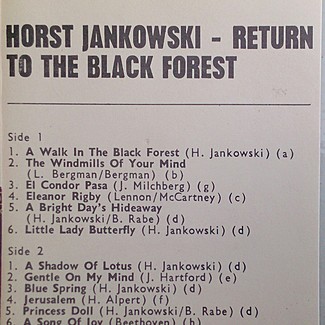 HORST JANKOWSKI - RETURN
TO THE BLACK FOREST
Side 1
1. A Walk In The Black Forest (H. Jankowski) (a)
2. The Windmills Of Your Mind
(L. Bergman/Bergman) (b)
3. El Condor Pasa (J. Milchberg) (g)
4. Eleanor Rigby (Lennon/McCartney) (c)
5. A Bright Day's Hideaway
(H. Jankowski/B. Rabe) (d)
6. Little Lady Butterfly (H. Jankowski) (d)
Side 2
1. A Shadow Of Lotus (H. Jankowski) (d)
2. Gentle On My Mind (J. Hartford) (e)
3. Blue Spring (H. Jankowski) (d)
4. Jerusalem (H. Alpert) (f)
5. Princess Doll (H. Jankowski/B. Rabe) (d)
6. A Song Of Joy (Beethoven)